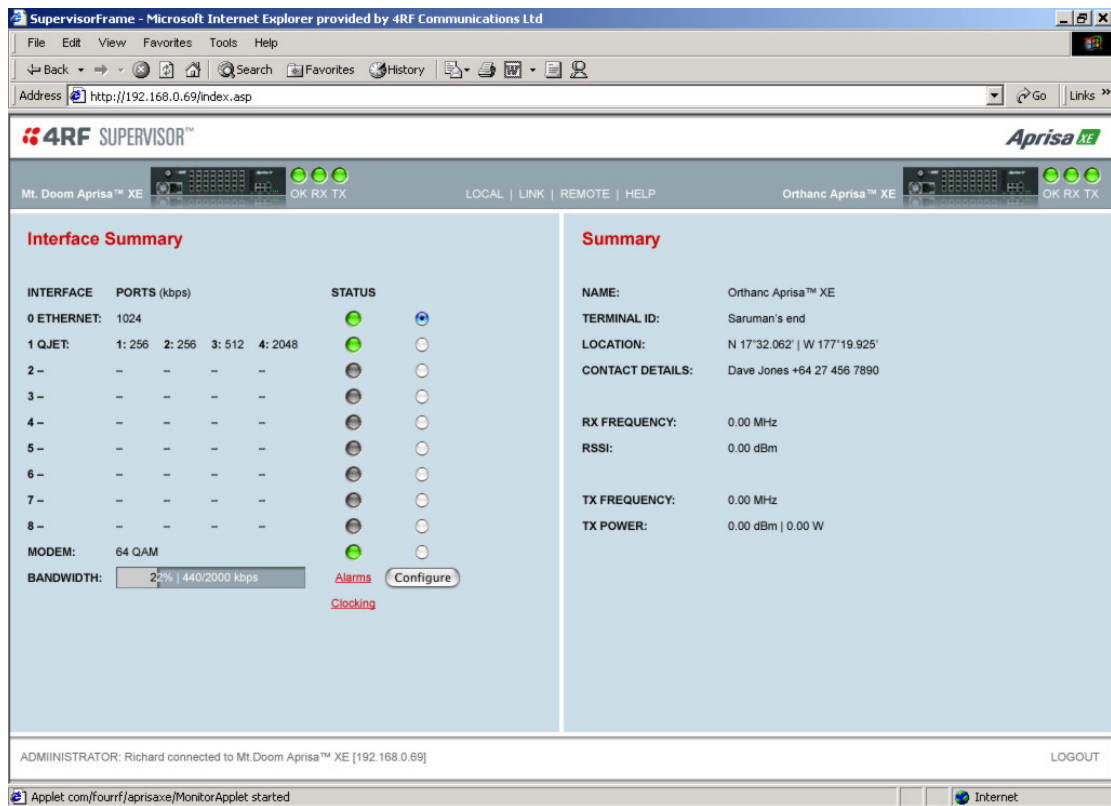 SupervisorFrame - Microsoft Internet Explorer provided by 4RF Communications Ltd
File Edit View Favorites Tools Help
Back Search Favorites History
Address http://192.168.0.69/index.asp Go Links »
4RF SUPERVISOR™ Aprisa XE
Mt. Doom Aprisa™ XE OK RX TX LOCAL | LINK | REMOTE | HELP Orthanc Aprisa™ XE OK RX TX
Interface Summary
INTERFACE PORTS (kbps) STATUS
0 ETHERNET: 1024
1 QJET: 1: 256 2: 256 3: 512 4: 2048
2 – – – – –
3 – – – – –
4 – – – – –
5 – – – – –
6 – – – – –
7 – – – – –
8 – – – – –
MODEM: 64 QAM
BANDWIDTH: 22% | 440/2000 kbps Alarms Configure
Clocking
Summary
NAME: Orthanc Aprisa™ XE
TERMINAL ID: Saruman's end
LOCATION: N 17°32.062' | W 177°19.925'
CONTACT DETAILS: Dave Jones +64 27 456 7890
RX FREQUENCY: 0.00 MHz
RSSI: 0.00 dBm
TX FREQUENCY: 0.00 MHz
TX POWER: 0.00 dBm | 0.00 W
ADMIINISTRATOR: Richard connected to Mt.Doom Aprisa™ XE [192.168.0.69] LOGOUT
Applet com/fourrf/aprisaxe/MonitorApplet started Internet